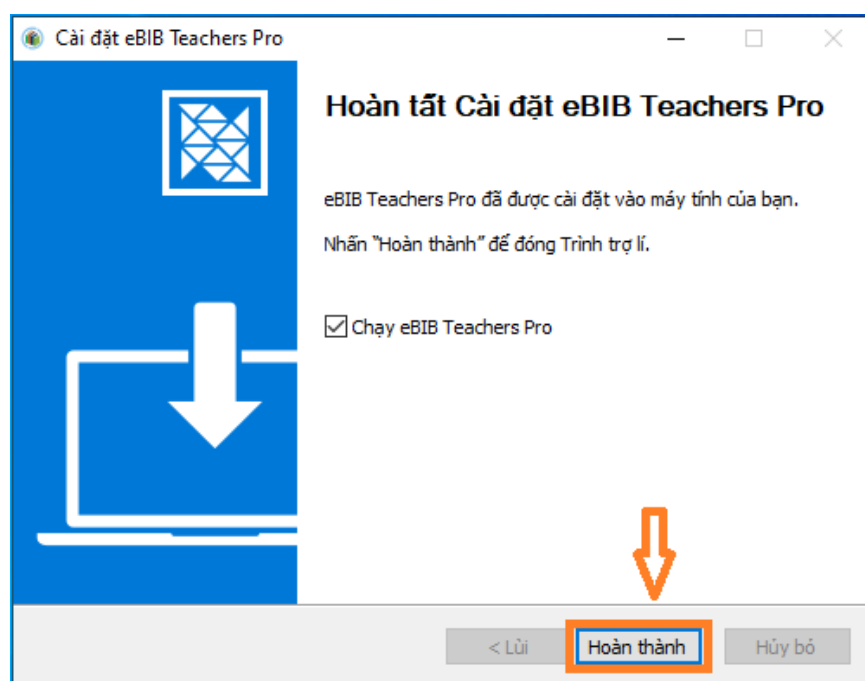 Cài đặt eBIB Teachers Pro
Hoàn tất Cài đặt eBIB Teachers Pro
eBIB Teachers Pro đã được cài đặt vào máy tính của bạn.
Nhấn "Hoàn thành" để đóng Trình trợ lí.
Chạy eBIB Teachers Pro
< Lùi Hoàn thành Hủy bỏ